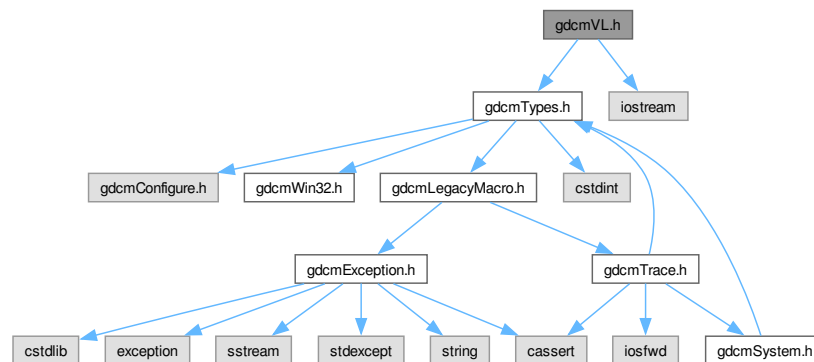 gdcmVL.h
gdcmTypes.h
iostream
gdcmConfigure.h
gdcmWin32.h
gdcmLegacyMacro.h
cstdint
gdcmException.h
gdcmTrace.h
cstdlib
exception
sstream
stdexcept
string
cassert
iosfwd
gdcmSystem.h